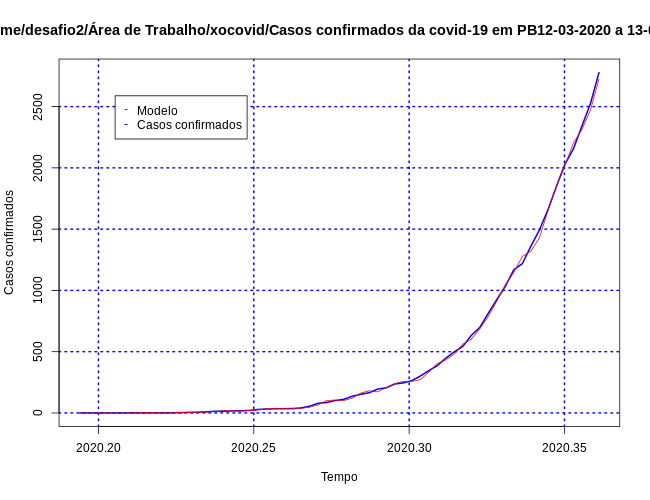 me/desafio2/Área de Trabalho/xocovid/Casos confirmados da covid-19 em PB12-03-2020 a 13-
Modelo
Casos confirmados
Casos confirmados
2500
2000
1500
1000
500
0
2020.20 2020.25 2020.30 2020.35
Tempo